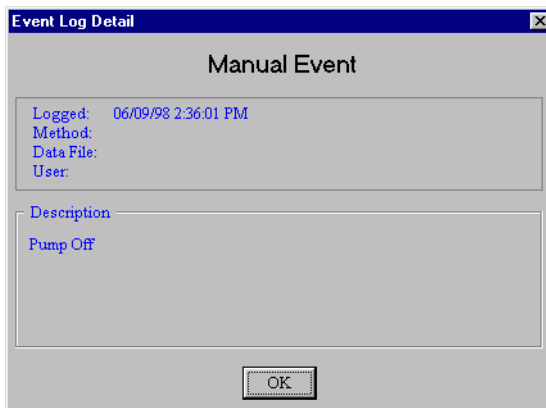 Event Log Detail
Manual Event
Logged: 06/09/98 2:36:01 PM
Method:
Data File:
User:
Description
Pump Off
OK